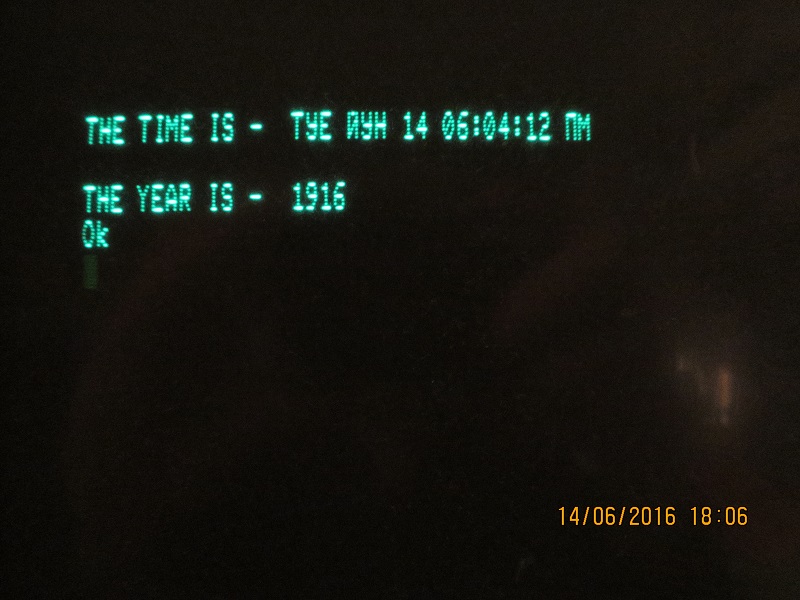 THE TIME IS - ТУЕ ЙУН 14 06:04:12 ПМ
THE YEAR IS - 1916
Ok
14/06/2016 18:06